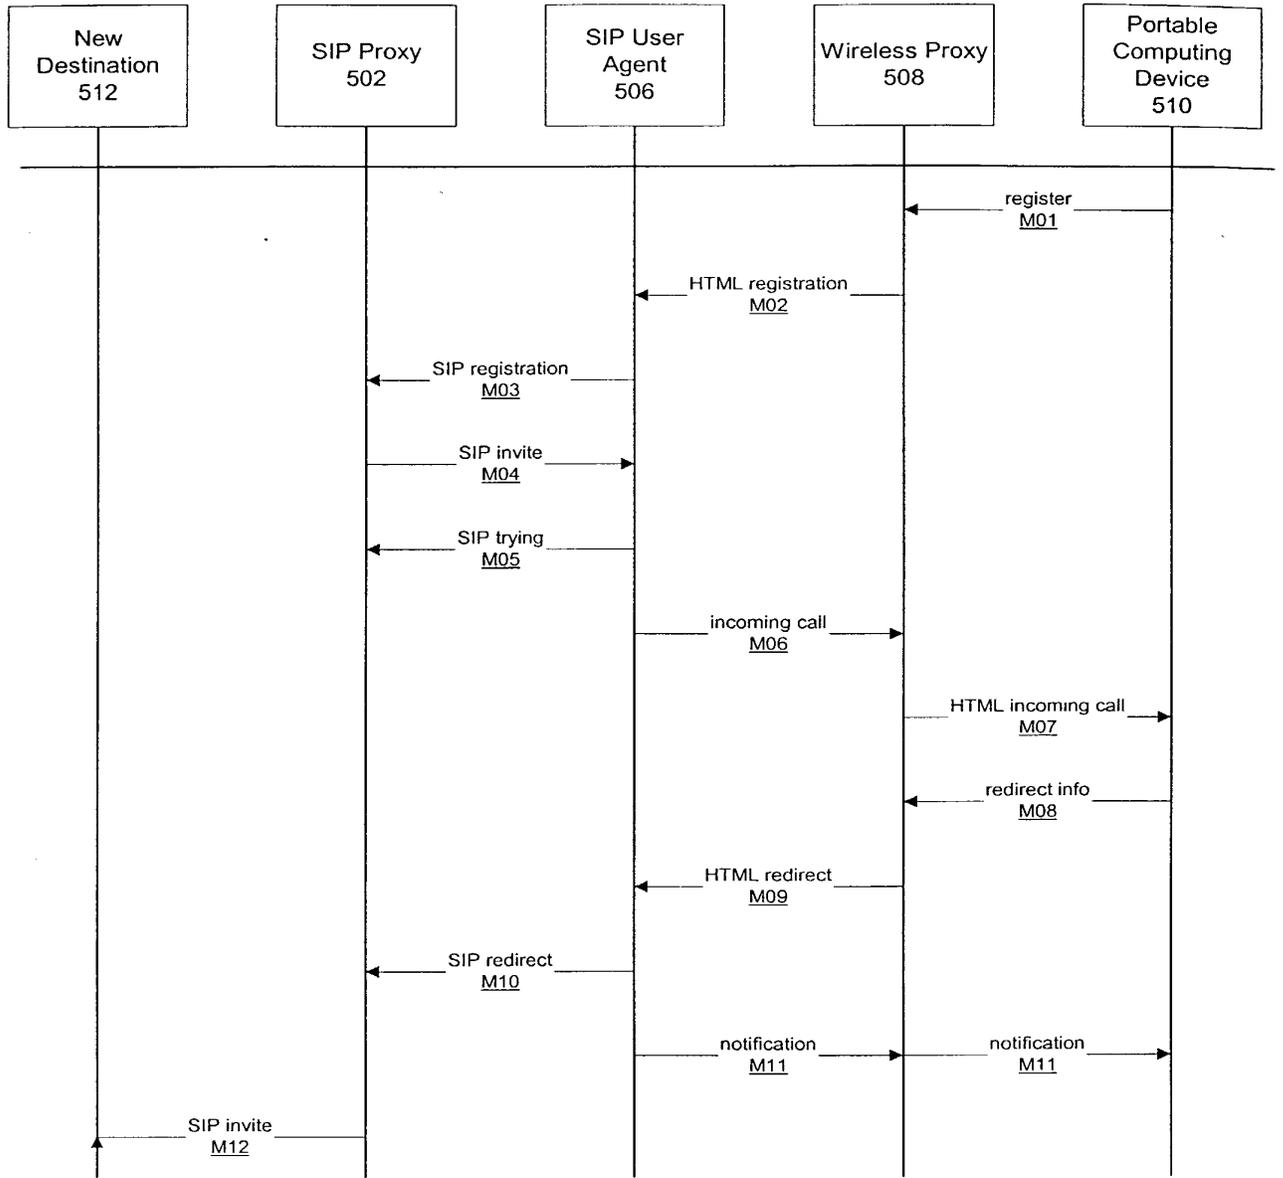 New
Destination
512
SIP Proxy
502
SIP User
Agent
506
Wireless Proxy
508
Portable
Computing
Device
510
register
M01
HTML registration
M02
SIP registration
M03
SIP invite
M04
SIP trying
M05
incoming call
M06
HTML incoming call
M07
redirect info
M08
HTML redirect
M09
SIP redirect
M10
notification
M11
notification
M11
SIP invite
M12